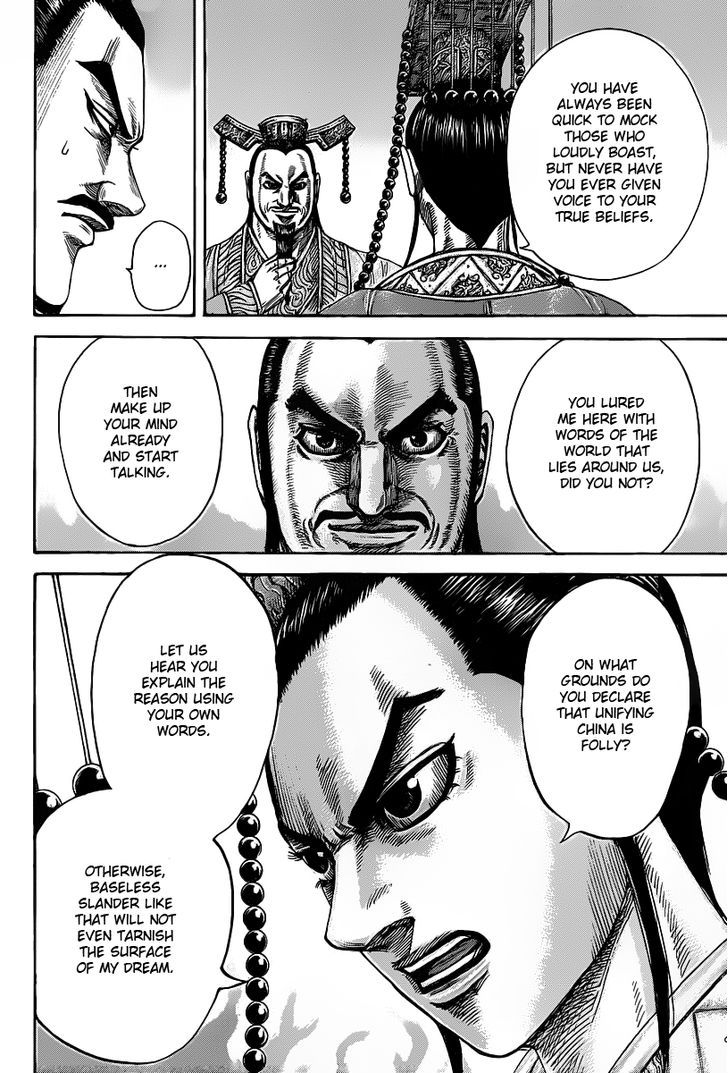 YOU HAVE
ALWAYS BEEN
QUICK TO MOCK
THOSE WHO
LOUDLY BOAST,
BUT NEVER HAVE
YOU EVER GIVEN
VOICE TO YOUR
TRUE BELIEFS.
...
YOU LURED
ME HERE WITH
WORDS OF THE
WORLD THAT
LIES AROUND US,
DID YOU NOT?
THEN
MAKE UP
YOUR MIND
ALREADY
AND START
TALKING.
ON WHAT
GROUNDS DO
YOU DECLARE
THAT UNIFYING
CHINA IS
FOLLY?
LET US
HEAR YOU
EXPLAIN THE
REASON USING
YOUR OWN
WORDS.
OTHERWISE,
BASELESS
SLANDER LIKE
THAT WILL NOT
EVEN TARNISH
THE SURFACE
OF MY DREAM.